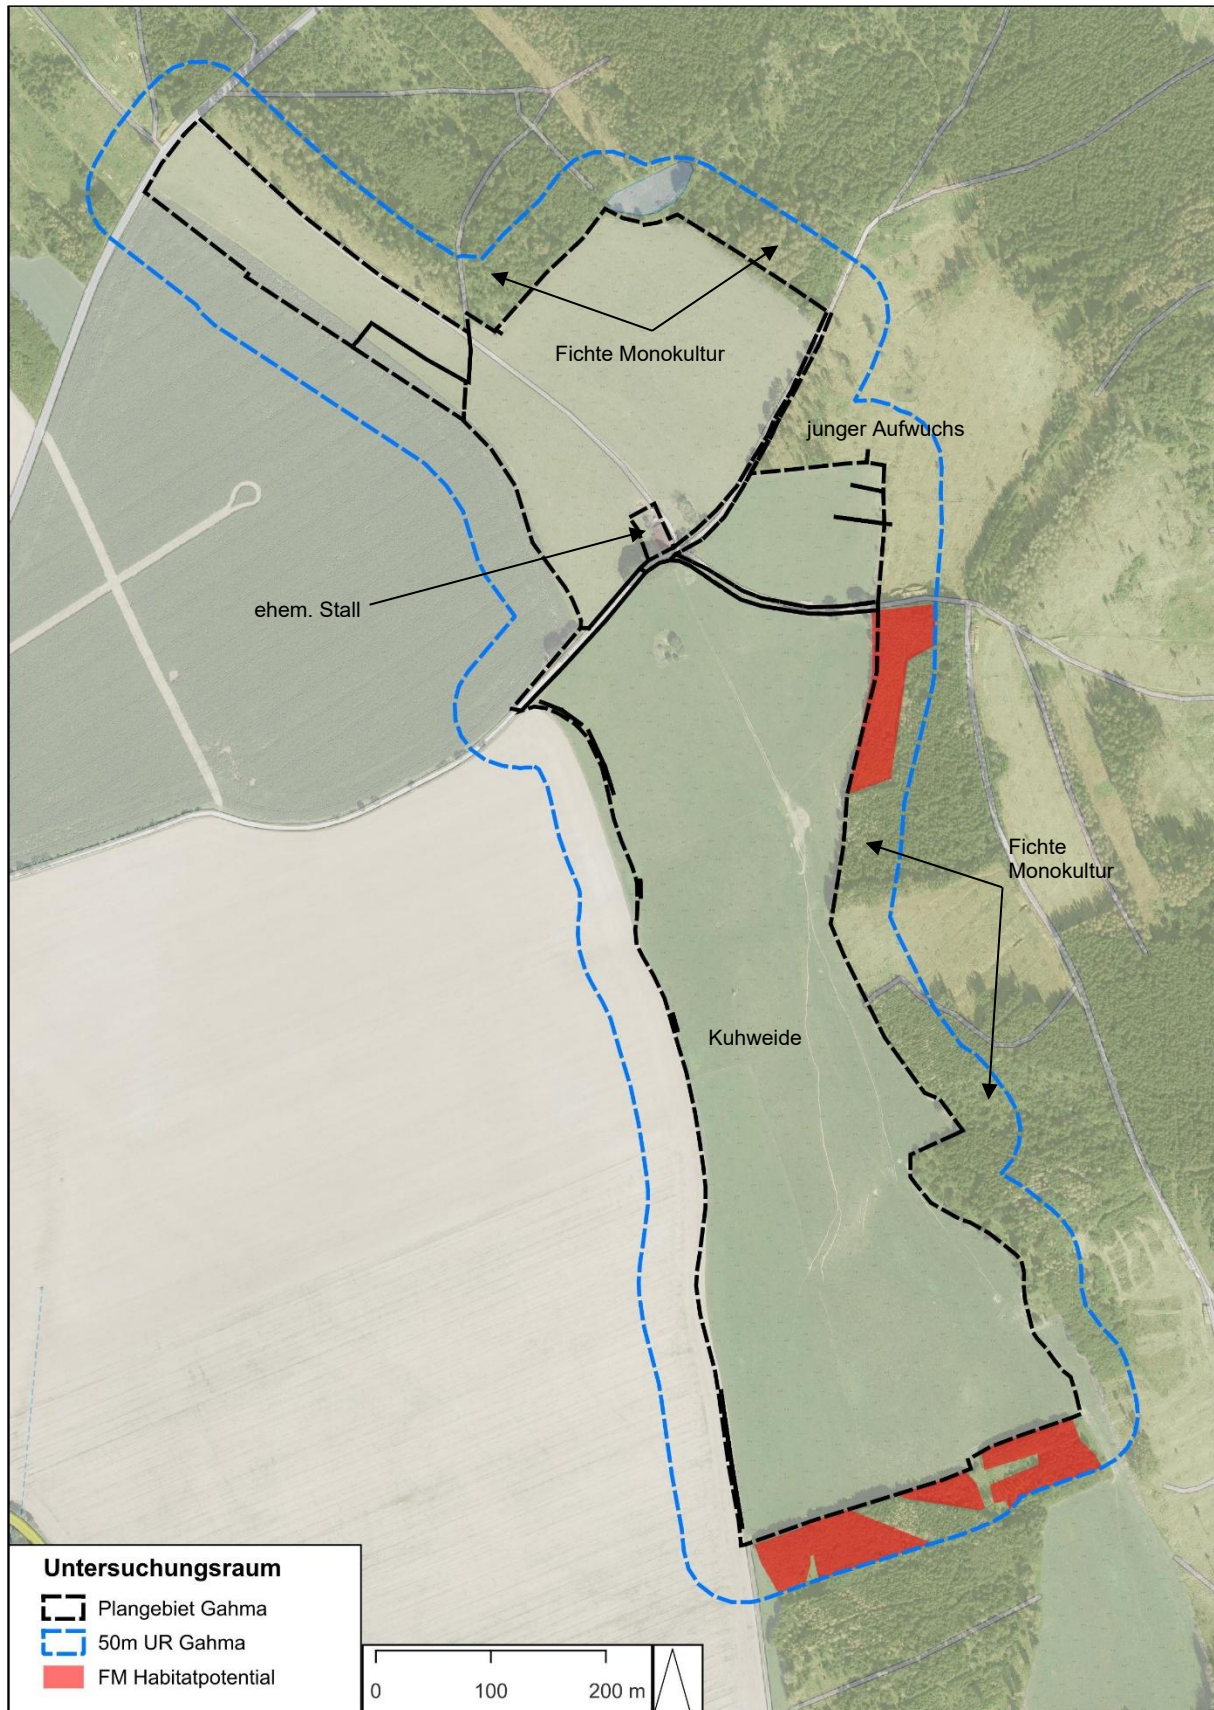 Fichte Monokultur
junger Aufwuchs
ehem. Stall
Fichte
Monokultur
Kuhweide
Untersuchungsraum
Plangebiet Gahma
50m UR Gahma
FM Habitatpotential
0 100 200 m